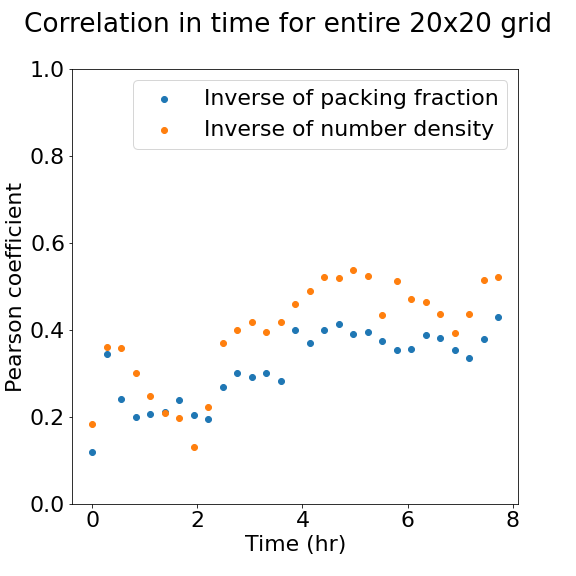 Correlation in time for entire 20x20 grid
Inverse of packing fraction
Inverse of number density
Pearson coefficient
1.0
0.8
0.6
0.4
0.2
0.0
0 2 4 6 8
Time (hr)